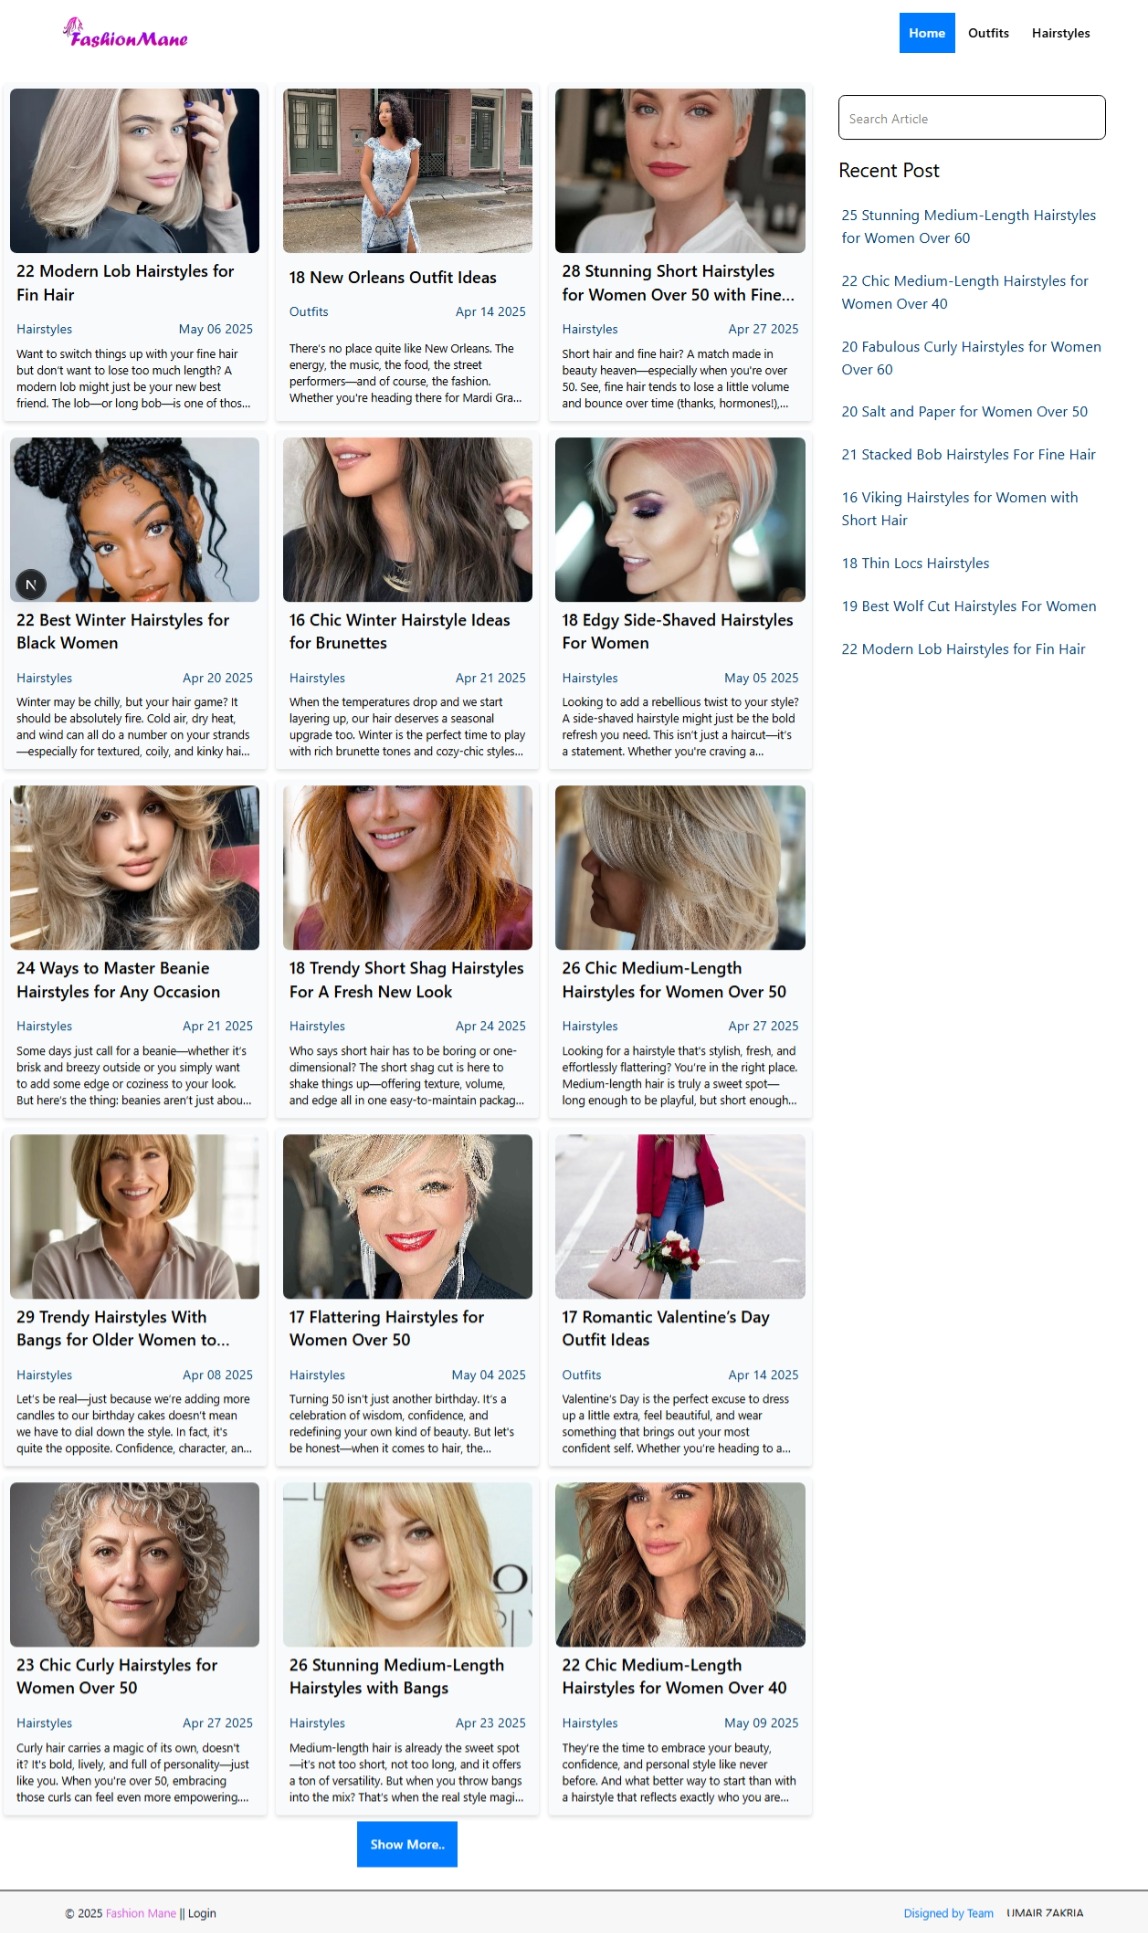 FashionMane
Home
Outfits
Hairstyles
22 Modern Lob Hairstyles for
Fin Hair
Hairstyles
May 06 2025
Want to switch things up with your fine hair
but don't want to lose too much length? A
modern lob might just be your new best
friend. The lob—or long bob—is one of thos...
18 New Orleans Outfit Ideas
Outfits
Apr 14 2025
There's no place quite like New Orleans. The
energy, the music, the food, the street
performers—and of course, the fashion.
Whether you're heading there for Mardi Gra...
28 Stunning Short Hairstyles
for Women Over 50 with Fine...
Hairstyles
Apr 27 2025
Short hair and fine hair? A match made in
beauty heaven—especially when you're over
50. See, fine hair tends to lose a little volume
and bounce over time (thanks, hormones!),...
N
22 Best Winter Hairstyles for
Black Women
Hairstyles
Apr 20 2025
Winter may be chilly, but your hair game? It
should be absolutely fire. Cold air, dry heat,
and wind can all do a number on your strands
—especially for textured, coily, and kinky hai...
16 Chic Winter Hairstyle Ideas
for Brunettes
Hairstyles
Apr 21 2025
When the temperatures drop and we start
layering up, our hair deserves a seasonal
upgrade too. Winter is the perfect time to play
with rich brunette tones and cozy-chic styles...
18 Edgy Side-Shaved Hairstyles
For Women
Hairstyles
May 05 2025
Looking to add a rebellious twist to your style?
A side-shaved hairstyle might just be the bold
refresh you need. This isn't just a haircut—it's
a statement. Whether you're craving a...
24 Ways to Master Beanie
Hairstyles for Any Occasion
Hairstyles
Apr 21 2025
Some days just call for a beanie—whether it's
brisk and breezy outside or you simply want
to add some edge or coziness to your look.
But here's the thing: beanies aren't just abou...
18 Trendy Short Shag Hairstyles
For A Fresh New Look
Hairstyles
Apr 24 2025
Who says short hair has to be boring or one-
dimensional? The short shag cut is here to
shake things up—offering texture, volume,
and edge all in one easy-to-maintain packag...
26 Chic Medium-Length
Hairstyles for Women Over 50
Hairstyles
Apr 27 2025
Looking for a hairstyle that's stylish, fresh, and
effortlessly flattering? You're in the right place.
Medium-length hair is truly a sweet spot—
long enough to be playful, but short enough...
29 Trendy Hairstyles With
Bangs for Older Women to...
Hairstyles
Apr 08 2025
Let's be real—just because we're adding more
candles to our birthday cakes doesn't mean
we have to dial down the style. In fact, it's
quite the opposite. Confidence, character, an...
17 Flattering Hairstyles for
Women Over 50
Hairstyles
May 04 2025
Turning 50 isn't just another birthday. It's a
celebration of wisdom, confidence, and
redefining your own kind of beauty. But let's
be honest—when it comes to hair, the...
17 Romantic Valentine's Day
Outfit Ideas
Outfits
Apr 14 2025
Valentine's Day is the perfect excuse to dress
up a little extra, feel beautiful, and wear
something that brings out your most
confident self. Whether you're heading to a...
23 Chic Curly Hairstyles for
Women Over 50
Hairstyles
Apr 27 2025
Curly hair carries a magic of its own, doesn't
it? It's bold, lively, and full of personality—just
like you. When you're over 50, embracing
those curls can feel even more empowering....
26 Stunning Medium-Length
Hairstyles with Bangs
Hairstyles
Apr 23 2025
Medium-length hair is already the sweet spot
—it's not too short, not too long, and it offers
a ton of versatility. But when you throw bangs
into the mix? That's when the real style magi...
22 Chic Medium-Length
Hairstyles for Women Over 40
Hairstyles
May 09 2025
They're the time to embrace your beauty,
confidence, and personal style like never
before. And what better way to start than with
a hairstyle that reflects exactly who you are...
Show More..
Search Article
Recent Post
25 Stunning Medium-Length Hairstyles
for Women Over 60
22 Chic Medium-Length Hairstyles for
Women Over 40
20 Fabulous Curly Hairstyles for Women
Over 60
20 Salt and Paper for Women Over 50
21 Stacked Bob Hairstyles For Fine Hair
16 Viking Hairstyles for Women with
Short Hair
18 Thin Locs Hairstyles
19 Best Wolf Cut Hairstyles For Women
22 Modern Lob Hairstyles for Fin Hair
© 2025 Fashion Mane || Login
Disigned by Team UMAIR ZAKRIA